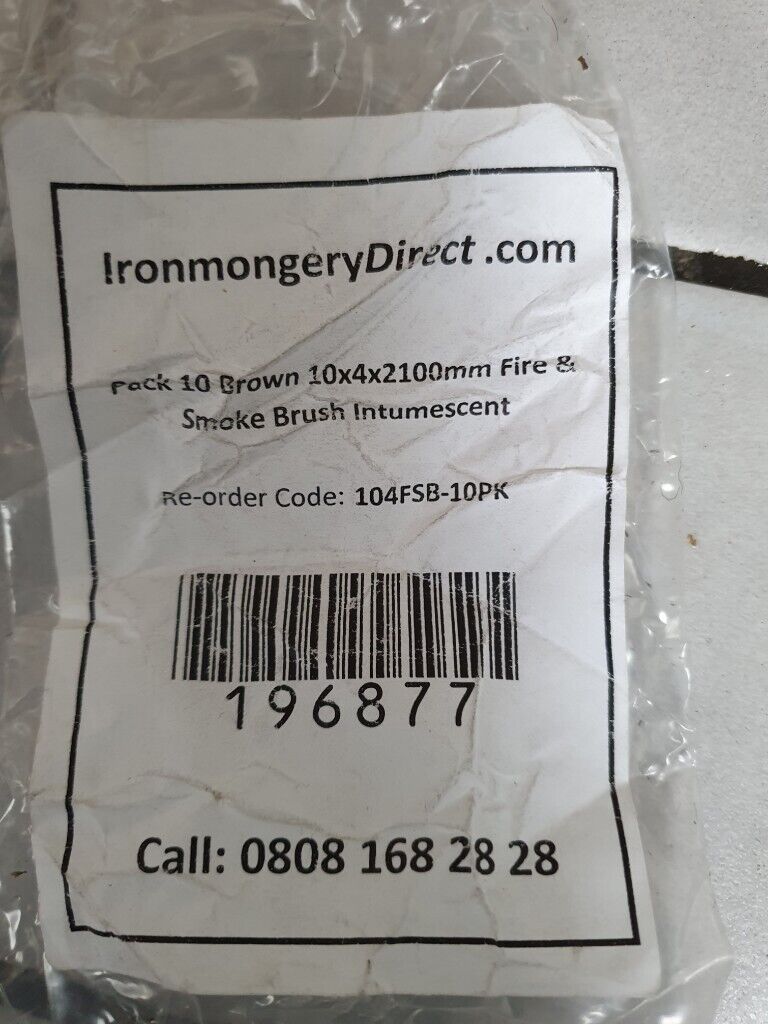 IronmongeryDirect .com
Pack 10 Brown 10x4x2100mm Fire &
Smoke Brush Intumescent
Re-order Code: 104FSB-10PK
196877
Call: 0808 168 28 28